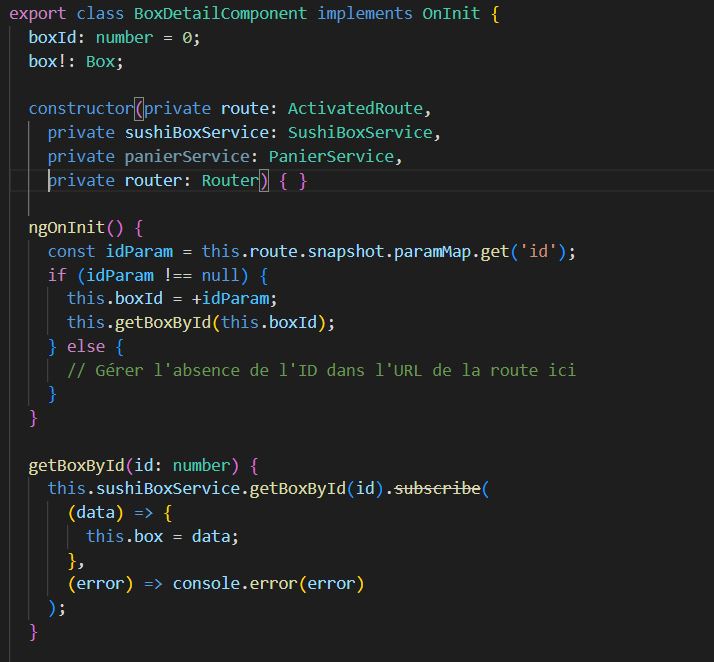 export class BoxDetailComponent implements OnInit {
  boxId: number = 0;
  box!: Box;
  constructor(private route: ActivatedRoute,
    private sushiBoxService: SushiBoxService,
    private panierService: PanierService,
    private router: Router) { }
  ngOnInit() {
    const idParam = this.route.snapshot.paramMap.get('id');
    if (idParam !== null) {
      this.boxId = +idParam;
      this.getBoxById(this.boxId);
    } else {
      // Gérer l'absence de l'ID dans l'URL de la route ici
    }
  }
  getBoxById(id: number) {
    this.sushiBoxService.getBoxById(id).subscribe(
      (data) => {
        this.box = data;
      },
      (error) => console.error(error)
    );
  }